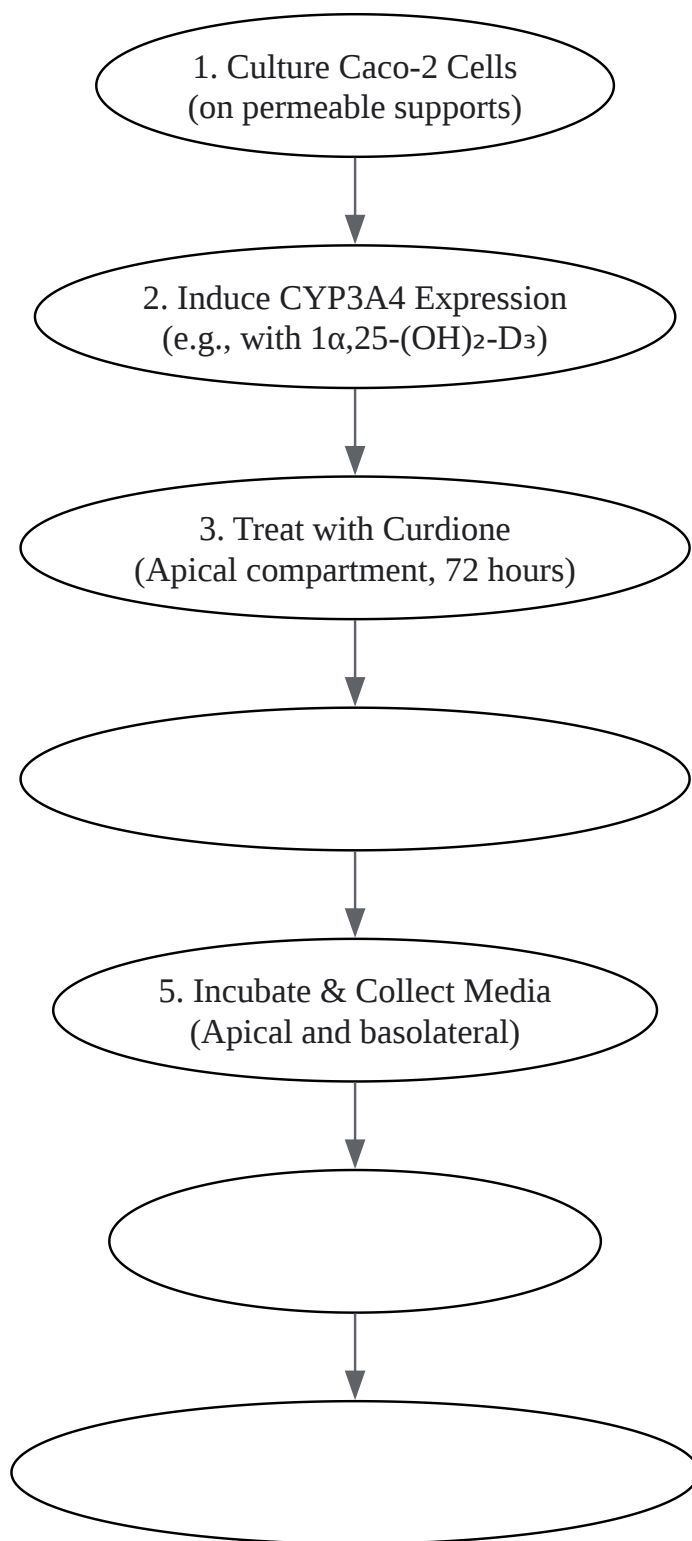 1. Culture Caco-2 Cells
(on permeable supports)
2. Induce CYP3A4 Expression
(e.g., with 1α,25-(OH)₂-D₃)
3. Treat with Curdione
(Apical compartment, 72 hours)
5. Incubate & Collect Media
(Apical and basolateral)